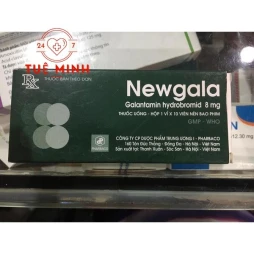 24 7
THẾ MINH
Rx THUỐC BÁN THEO ĐƠN
Newgala
Galantamin hydrobromid 8 mg
THUỐC UỐNG - HỘP 1 VỈ X 10 VIÊN NÉN BAO PHIM
GMP - WHO
CÔNG TY CP DƯỢC PHẨM TRUNG ƯƠNG I - PHARBACO
160 Tôn Đức Thắng - Đống Đa - Hà Nội - Việt Nam
Sản xuất tại: Thanh Xuân - Sóc Sơn - Hà Nội - Việt Nam